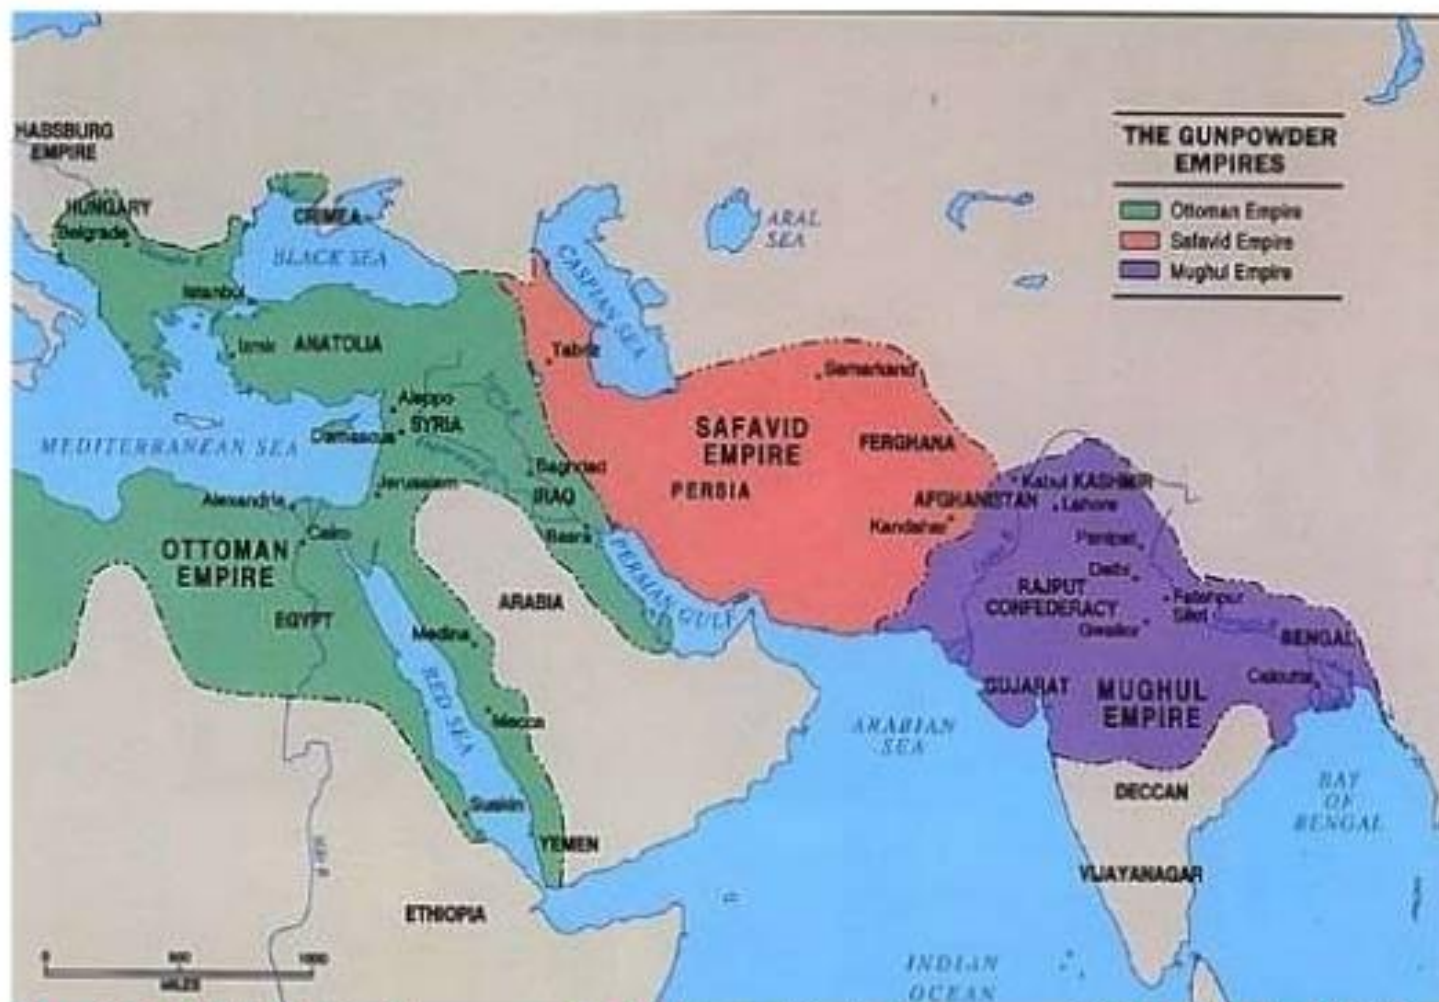 THE GUNPOWDER
EMPIRES
Ottoman Empire
Safavid Empire
Mughul Empire
HABSBURG
EMPIRE
HUNGARY
Belgrade
CRIMEA
BLACK SEA
Istanbul
Izmir
ANATOLIA
CASPIAN SEA
ARAL
SEA
Tabriz
Samarkand
Aleppo
SYRIA
Damascus
MEDITERRANEAN SEA
SAFAVID
EMPIRE
FERGHANA
PERSIA
Baghdad
IRAQ
Jerusalem
Alexandria
Cairo
Basra
AFGHANISTAN
Kandahar
Kabul
KASHMIR
Lahore
Panipat
Delhi
RAJPUT
CONFEDERACY
Fatehpur
Sikri
Gwalior
BENGAL
Calcutta
OTTOMAN
EMPIRE
EGYPT
ARABIA
PERSIAN GULF
Medina
RED SEA
Mecca
GUJARAT
MUGHUL
EMPIRE
ARABIAN
SEA
DECCAN
BAY
OF
BENGAL
Suakin
YEMEN
VIJAYANAGAR
ETHIOPIA
0
500
1000
MILES
INDIAN
OCEAN